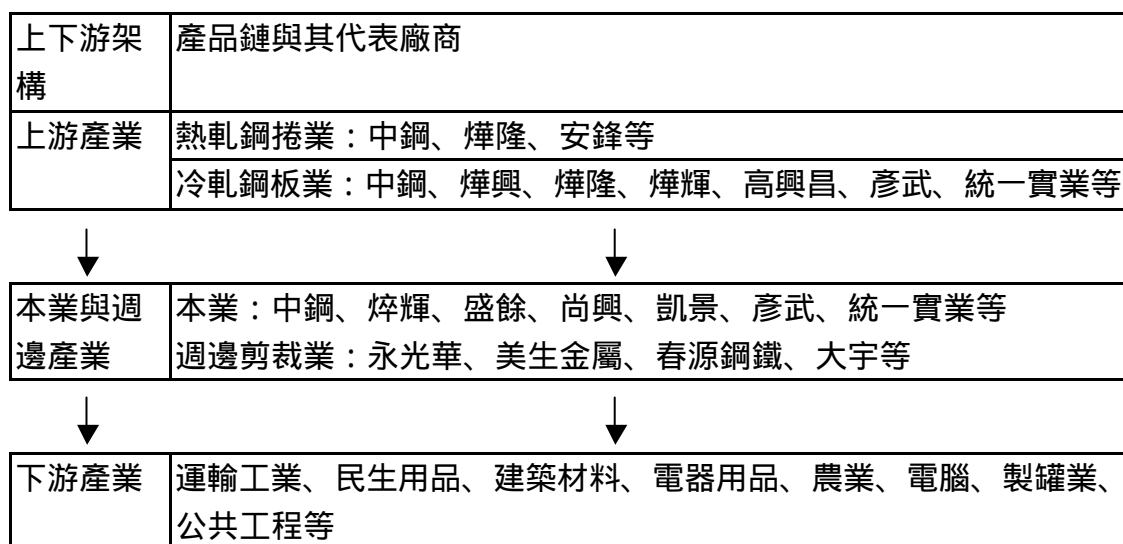 上下游架
構
產品鏈與其代表廠商
上游產業
熱軋鋼捲業：中鋼、燁隆、安鋒等
冷軋鋼板業：中鋼、燁興、燁隆、燁輝、高興昌、彥武、統一實業等
本業與週
邊產業
本業：中鋼、焠輝、盛餘、尚興、凱景、彥武、統一實業等
週邊剪裁業：永光華、美生金屬、春源鋼鐵、大宇等
下游產業
運輸工業、民生用品、建築材料、電器用品、農業、電腦、製罐業、
公共工程等